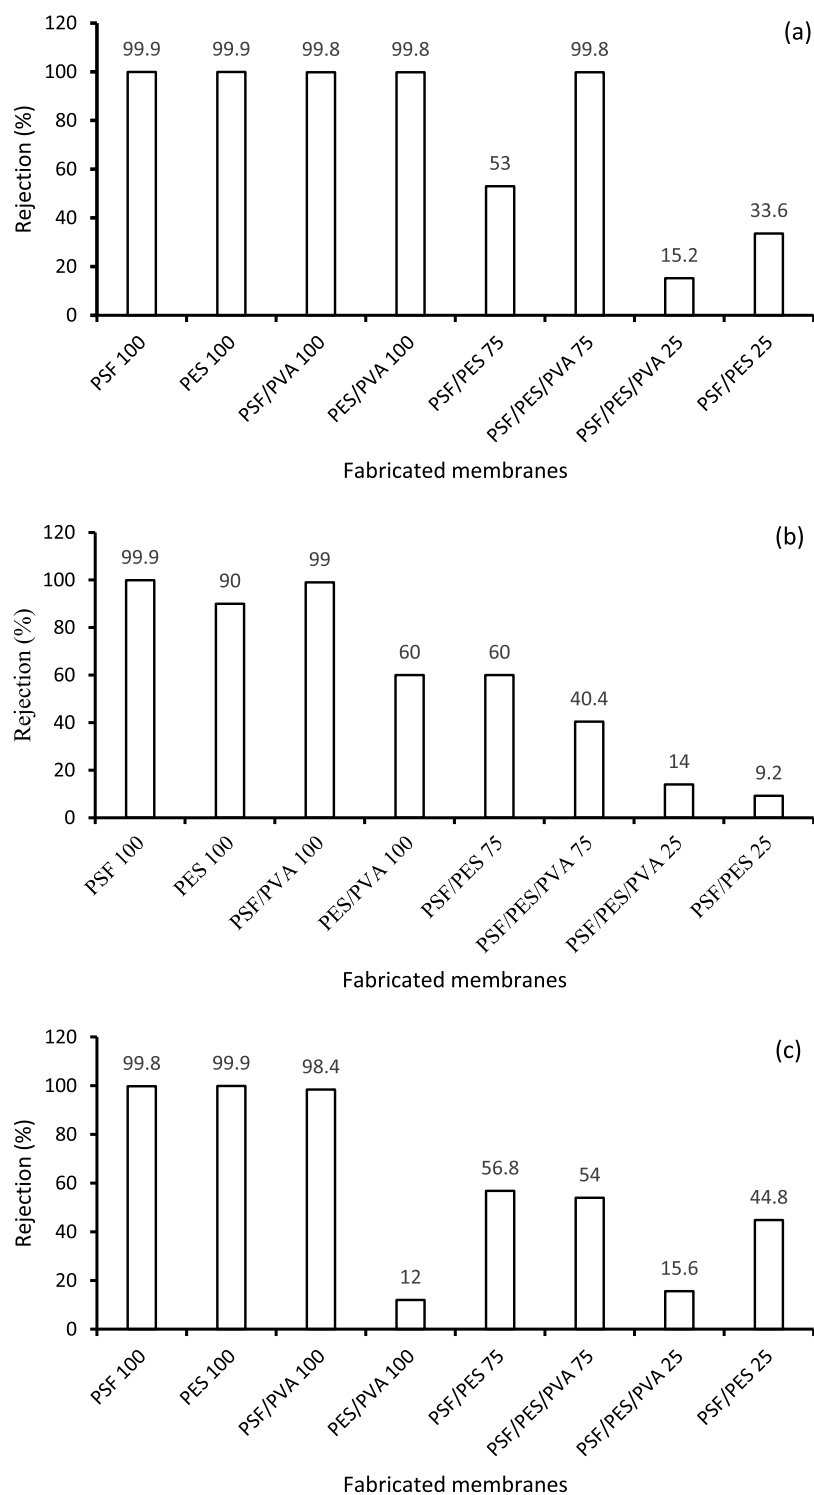 (a)
120
100
80
60
40
20
0
Rejection (%)
99.9
99.9
99.8
99.8
53
99.8
15.2
33.6
PSF 100
PES 100
PSF/PVA 100
PES/PVA 100
PSF/PES 75
PSF/PES/PVA 75
PSF/PES/PVA 25
PSF/PES 25
Fabricated membranes
(b)
120
100
80
60
40
20
0
Rejection (%)
99.9
90
99
60
60
40.4
14
9.2
PSF 100
PES 100
PSF/PVA 100
PES/PVA 100
PSF/PES 75
PSF/PES/PVA 75
PSF/PES/PVA 25
PSF/PES 25
Fabricated membranes
(c)
120
100
80
60
40
20
0
Rejection (%)
99.8
99.9
98.4
12
56.8
54
15.6
44.8
PSF 100
PES 100
PSF/PVA 100
PES/PVA 100
PSF/PES 75
PSF/PES/PVA 75
PSF/PES/PVA 25
PSF/PES 25
Fabricated membranes